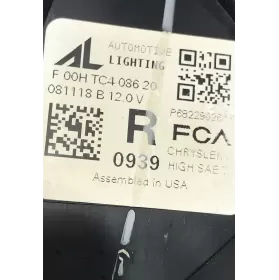 AL AUTOMOTIVE
LIGHTING
F 00H TC4 086 20
081118 B 12.0 V
R FCA
0939
CHRYSLER
HIGH SAE
Assembled in USA